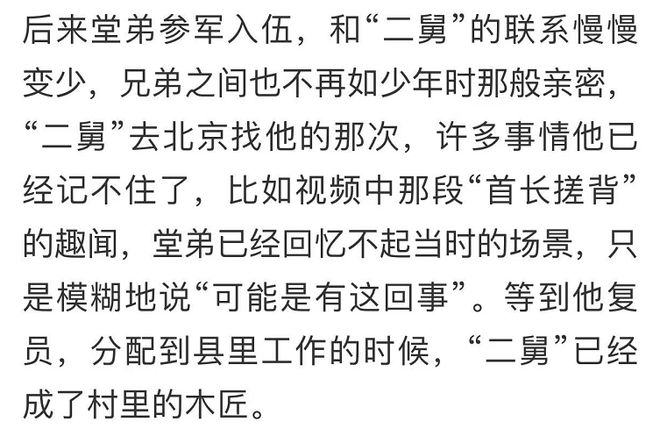 后来堂弟参军入伍，和“二舅”的联系慢慢
变少，兄弟之间也不再如少年时那般亲密，
“二舅”去北京找他的那次，许多事情他已
经记不住了，比如视频中那段“首长搓背”
的趣闻，堂弟已经回忆不起当时的场景，只
是模糊地说“可能是有这回事”。等到他复
员，分配到县里工作的时候，“二舅”已经
成了村里的木匠。